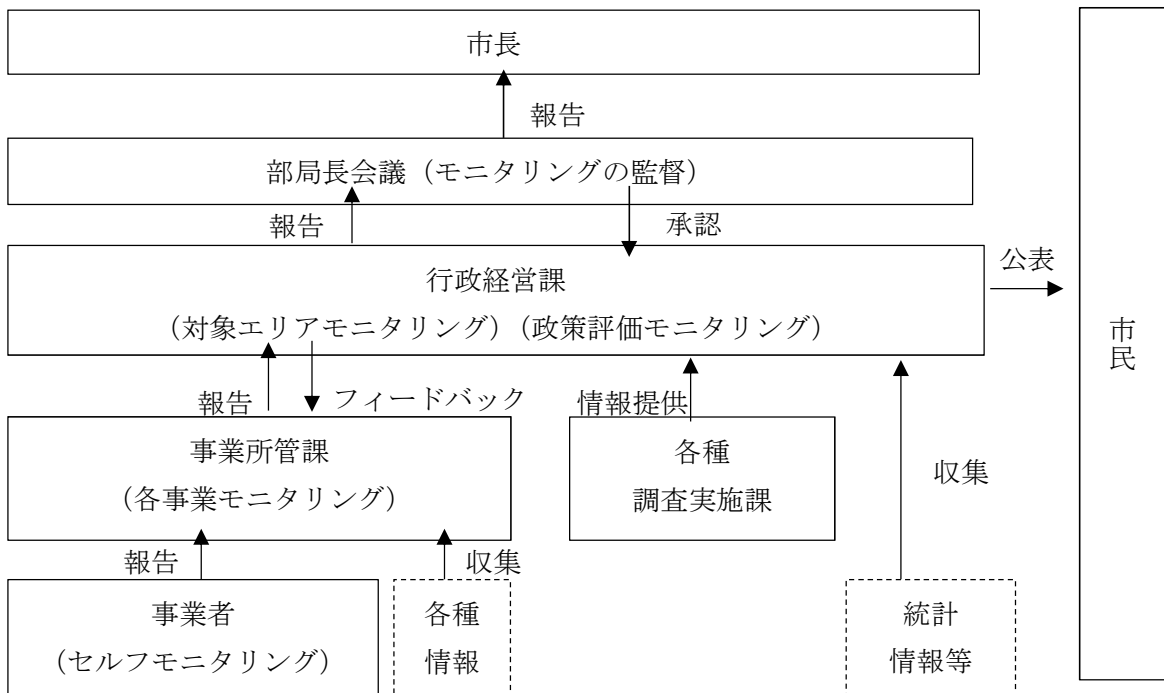 市長
報告
部局長会議（モニタリングの監督）
報告
承認
行政経営課
（対象エリアモニタリング）（政策評価モニタリング）
公表
市民
報告
フィードバック
情報提供
事業所管課
（各事業モニタリング）
各種
調査実施課
収集
報告
収集
事業者
（セルフモニタリング）
各種
情報
統計
情報等